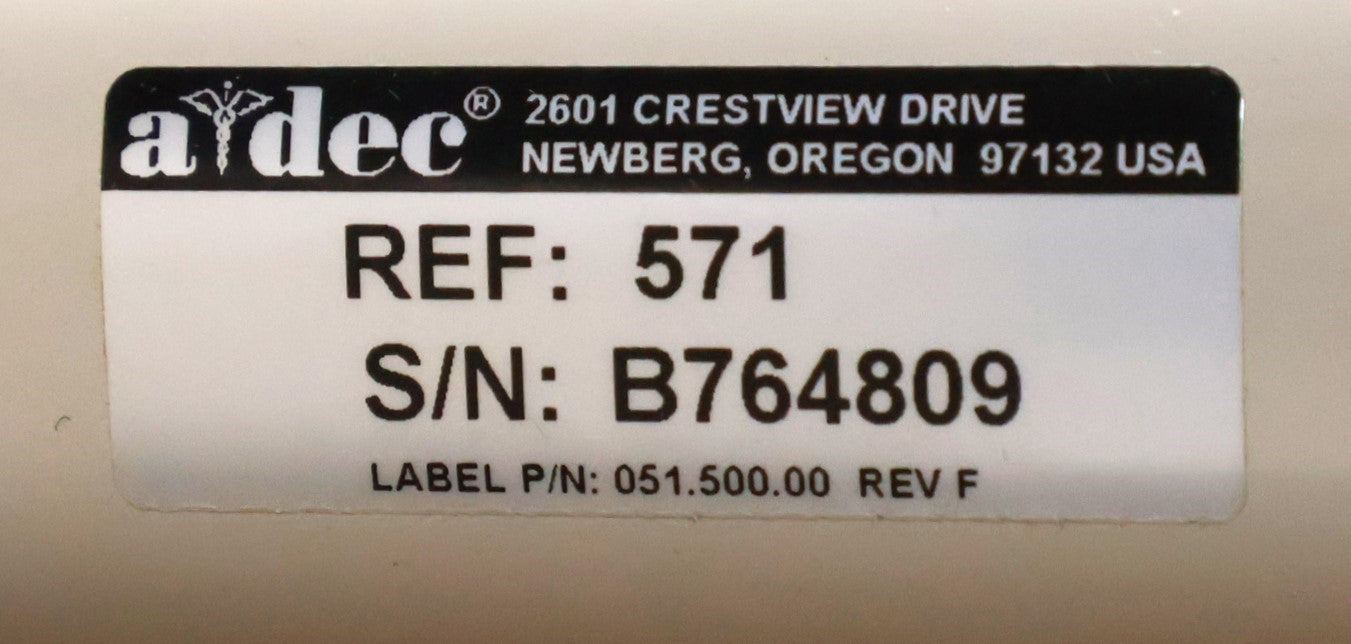 a dec® 2601 CRESTVIEW DRIVE
NEWBERG, OREGON 97132 USA
REF: 571
S/N: B764809
LABEL P/N: 051.500.00 REV F